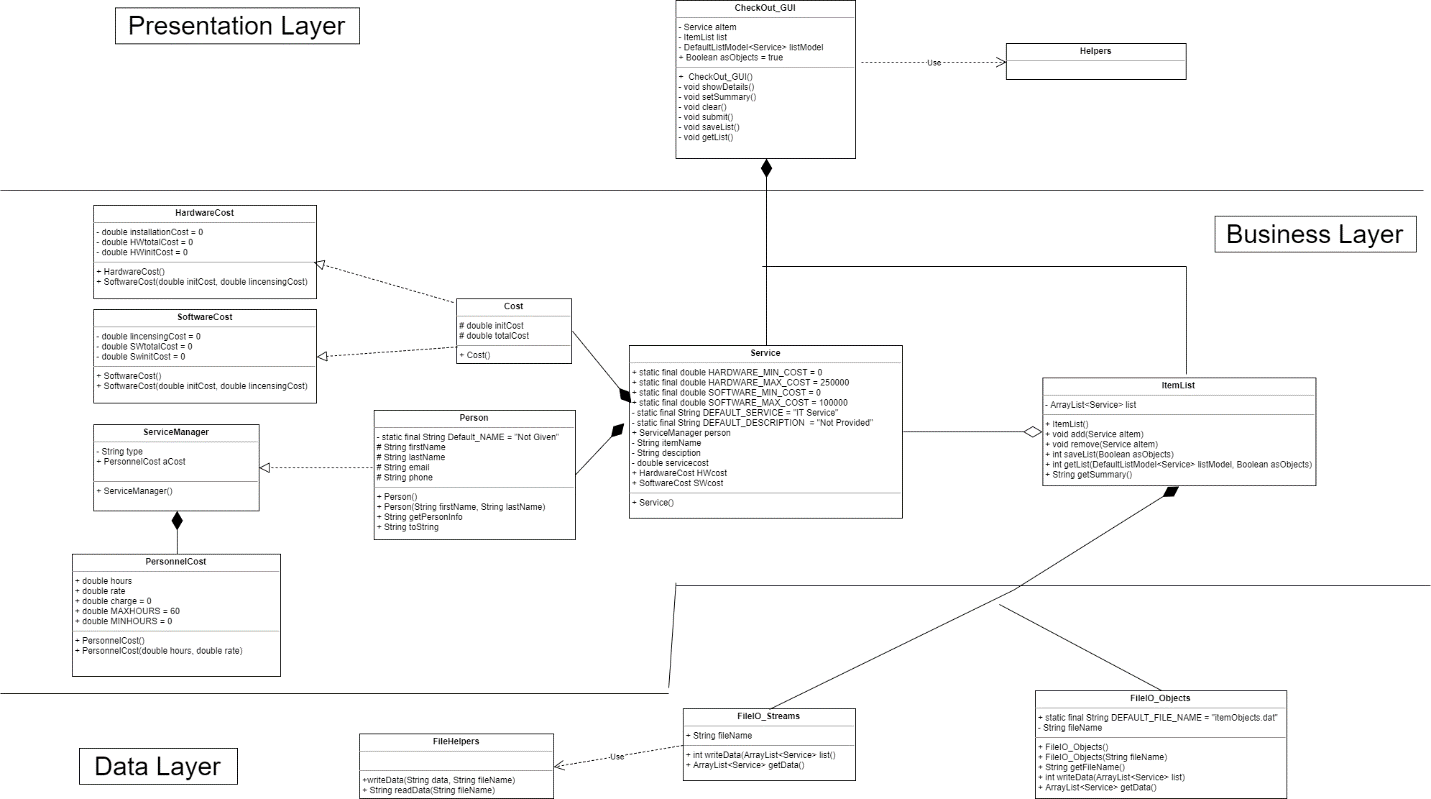 Presentation Layer
CheckOut_GUI
- Service aItem
- ItemList list
- DefaultListModel<Service> listModel
+ Boolean asObjects = true
+ CheckOut_GUI()
- void showDetails()
- void setSummary()
- void clear()
- void submit()
- void saveList()
- void getList()
Use
Helpers
Business Layer
HardwareCost
- double installationCost = 0
- double HWtotalCost = 0
- double HWinitCost = 0
+ HardwareCost()
+ SoftwareCost(double initCost, double lincensingCost)
SoftwareCost
- double lincensingCost = 0
- double SWtotalCost = 0
- double SwinitCost = 0
+ SoftwareCost()
+ SoftwareCost(double initCost, double lincensingCost)
Cost
# double initCost
# double totalCost
+ Cost()
Service
+ static final double HARDWARE_MIN_COST = 0
+ static final double HARDWARE_MAX_COST = 250000
+ static final double SOFTWARE_MIN_COST = 0
+ static final double SOFTWARE_MAX_COST = 100000
- static final String DEFAULT_SERVICE = "IT Service"
- static final String DEFAULT_DESCRIPTION = "Not Provided"
+ ServiceManager person
- String itemName
- String desciption
- double servicecost
+ HardwareCost HWcost
+ SoftwareCost SWcost
+ Service()
ItemList
- ArrayList<Service> list
+ itemList()
+ void add(Service aItem)
+ void remove(Service aItem)
+ int saveList(Boolean asObjects)
+ int getList(DefaultListModel<Service> listModel, Boolean asObjects)
+ String getSummary()
Person
- static final String Default_NAME = "Not Given"
# String firstName
# String lastName
# String email
# String phone
+ Person()
+ Person(String firstName, String lastName)
+ String getPersonInfo
+ String toString
ServiceManager
- String type
+ PersonnelCost aCost
+ ServiceManager()
PersonnelCost
+ double hours
+ double rate
+ double charge = 0
+ double MAXHOURS = 60
+ double MINHOURS = 0
+ PersonnelCost()
+ PersonnelCost(double hours, double rate)
Data Layer
FileHelpers
+writeData(String data, String fileName)
+ String readData(String fileName)
Use
FileIO_Streams
+ String fileName
+ int writeData(ArrayList<Service> list()
+ ArrayList<Service> getData()
FileIO_Objects
+ static final String DEFAULT_FILE_NAME = "itemObjects.dat"
- String fileName
+ FileIO_Objects()
+ FileIO_Objects(String fileName)
+ String getFileName()
+ int writeData(ArrayList<Service> list)
+ ArrayList<Service> getData()